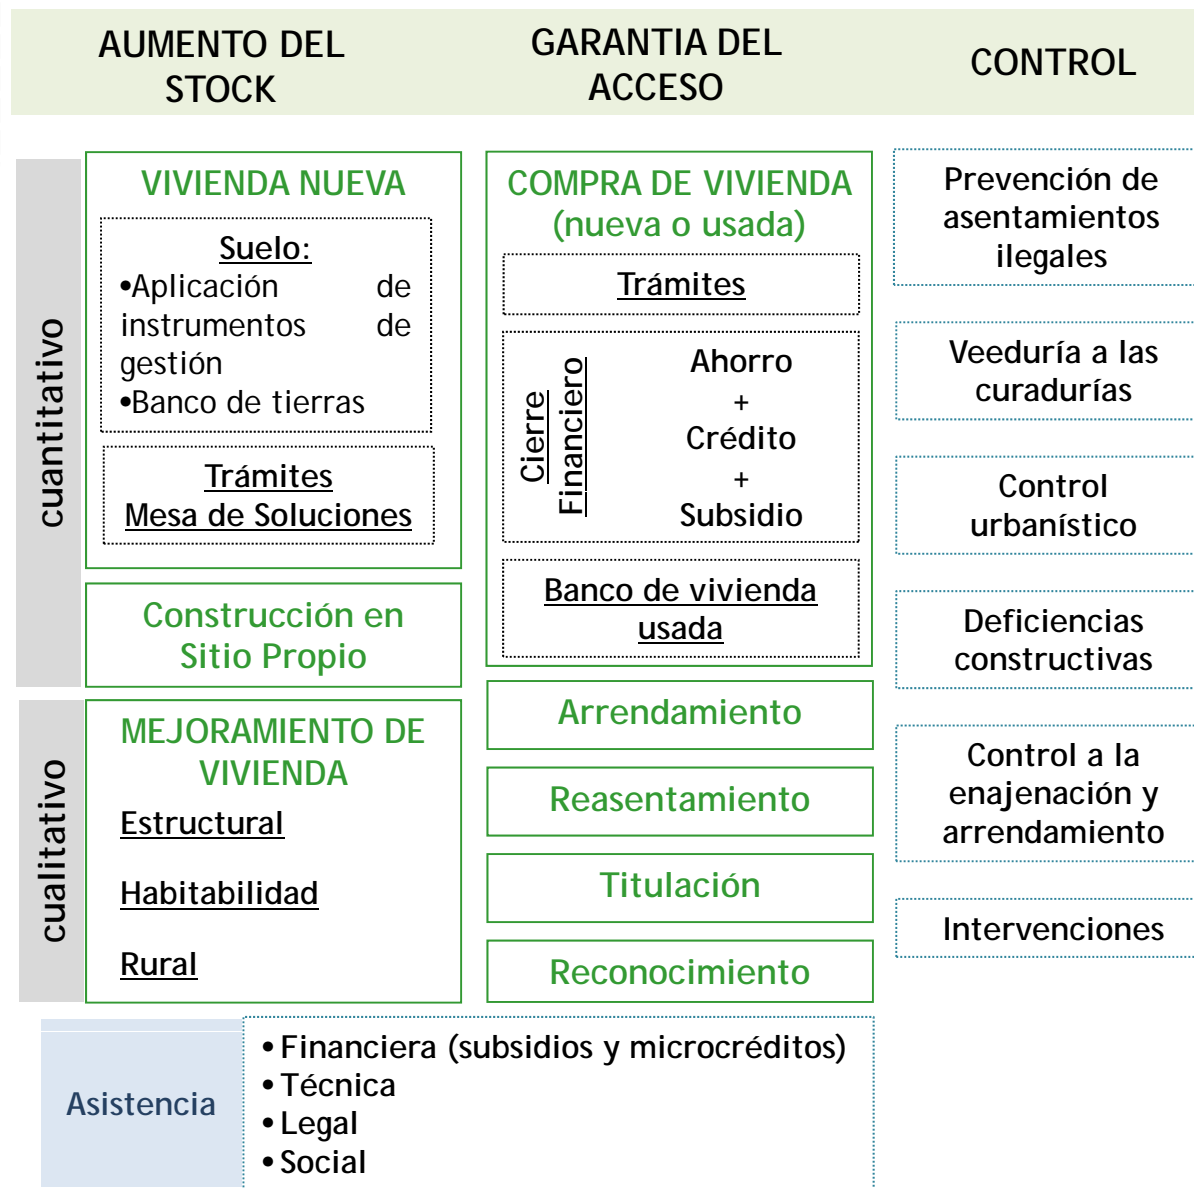 AUMENTO DEL
STOCK
GARANTIA DEL
ACCESO
CONTROL
cuantitativo
VIVIENDA NUEVA
Suelo:
•Aplicación de
instrumentos de
gestión
•Banco de tierras
Trámites
Mesa de Soluciones
Construcción en
Sitio Propio
cualitativo
MEJORAMIENTO DE
VIVIENDA
Estructural
Habitabilidad
Rural
COMPRA DE VIVIENDA
(nueva o usada)
Trámites
Cierre
Financiero
Ahorro
+
Crédito
+
Subsidio
Banco de vivienda
usada
Arrendamiento
Reasentamiento
Titulación
Reconocimiento
Prevención de
asentamientos
ilegales
Veeduría a las
curadurías
Control
urbanístico
Deficiencias
constructivas
Control a la
enajenación y
arrendamiento
Intervenciones
Asistencia
• Financiera (subsidios y microcréditos)
• Técnica
• Legal
• Social